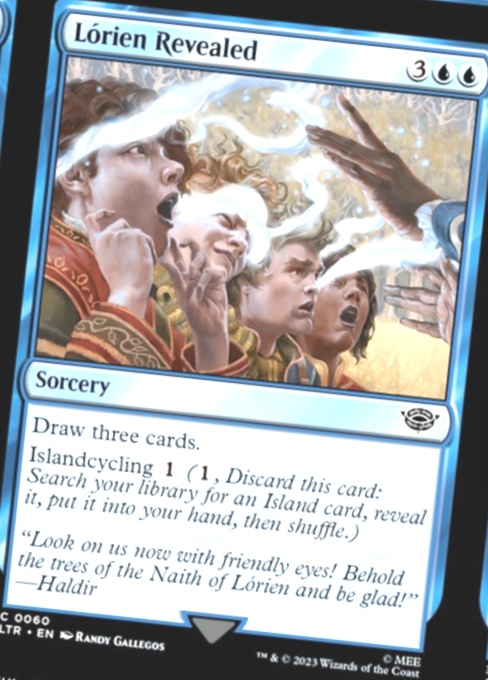 Lórien Revealed
3
Sorcery
Draw three cards.
Islandcycling 1 (1, Discard this card:
Search your library for an Island card, reveal
it, put it into your hand, then shuffle.)
“Look on us now with friendly eyes! Behold
the trees of the Naith of Lórien and be glad!”
—Haldir
C 0060
LTR • EN Randy Gallegos
© MEE
™ & © 2023 Wizards of the Coast